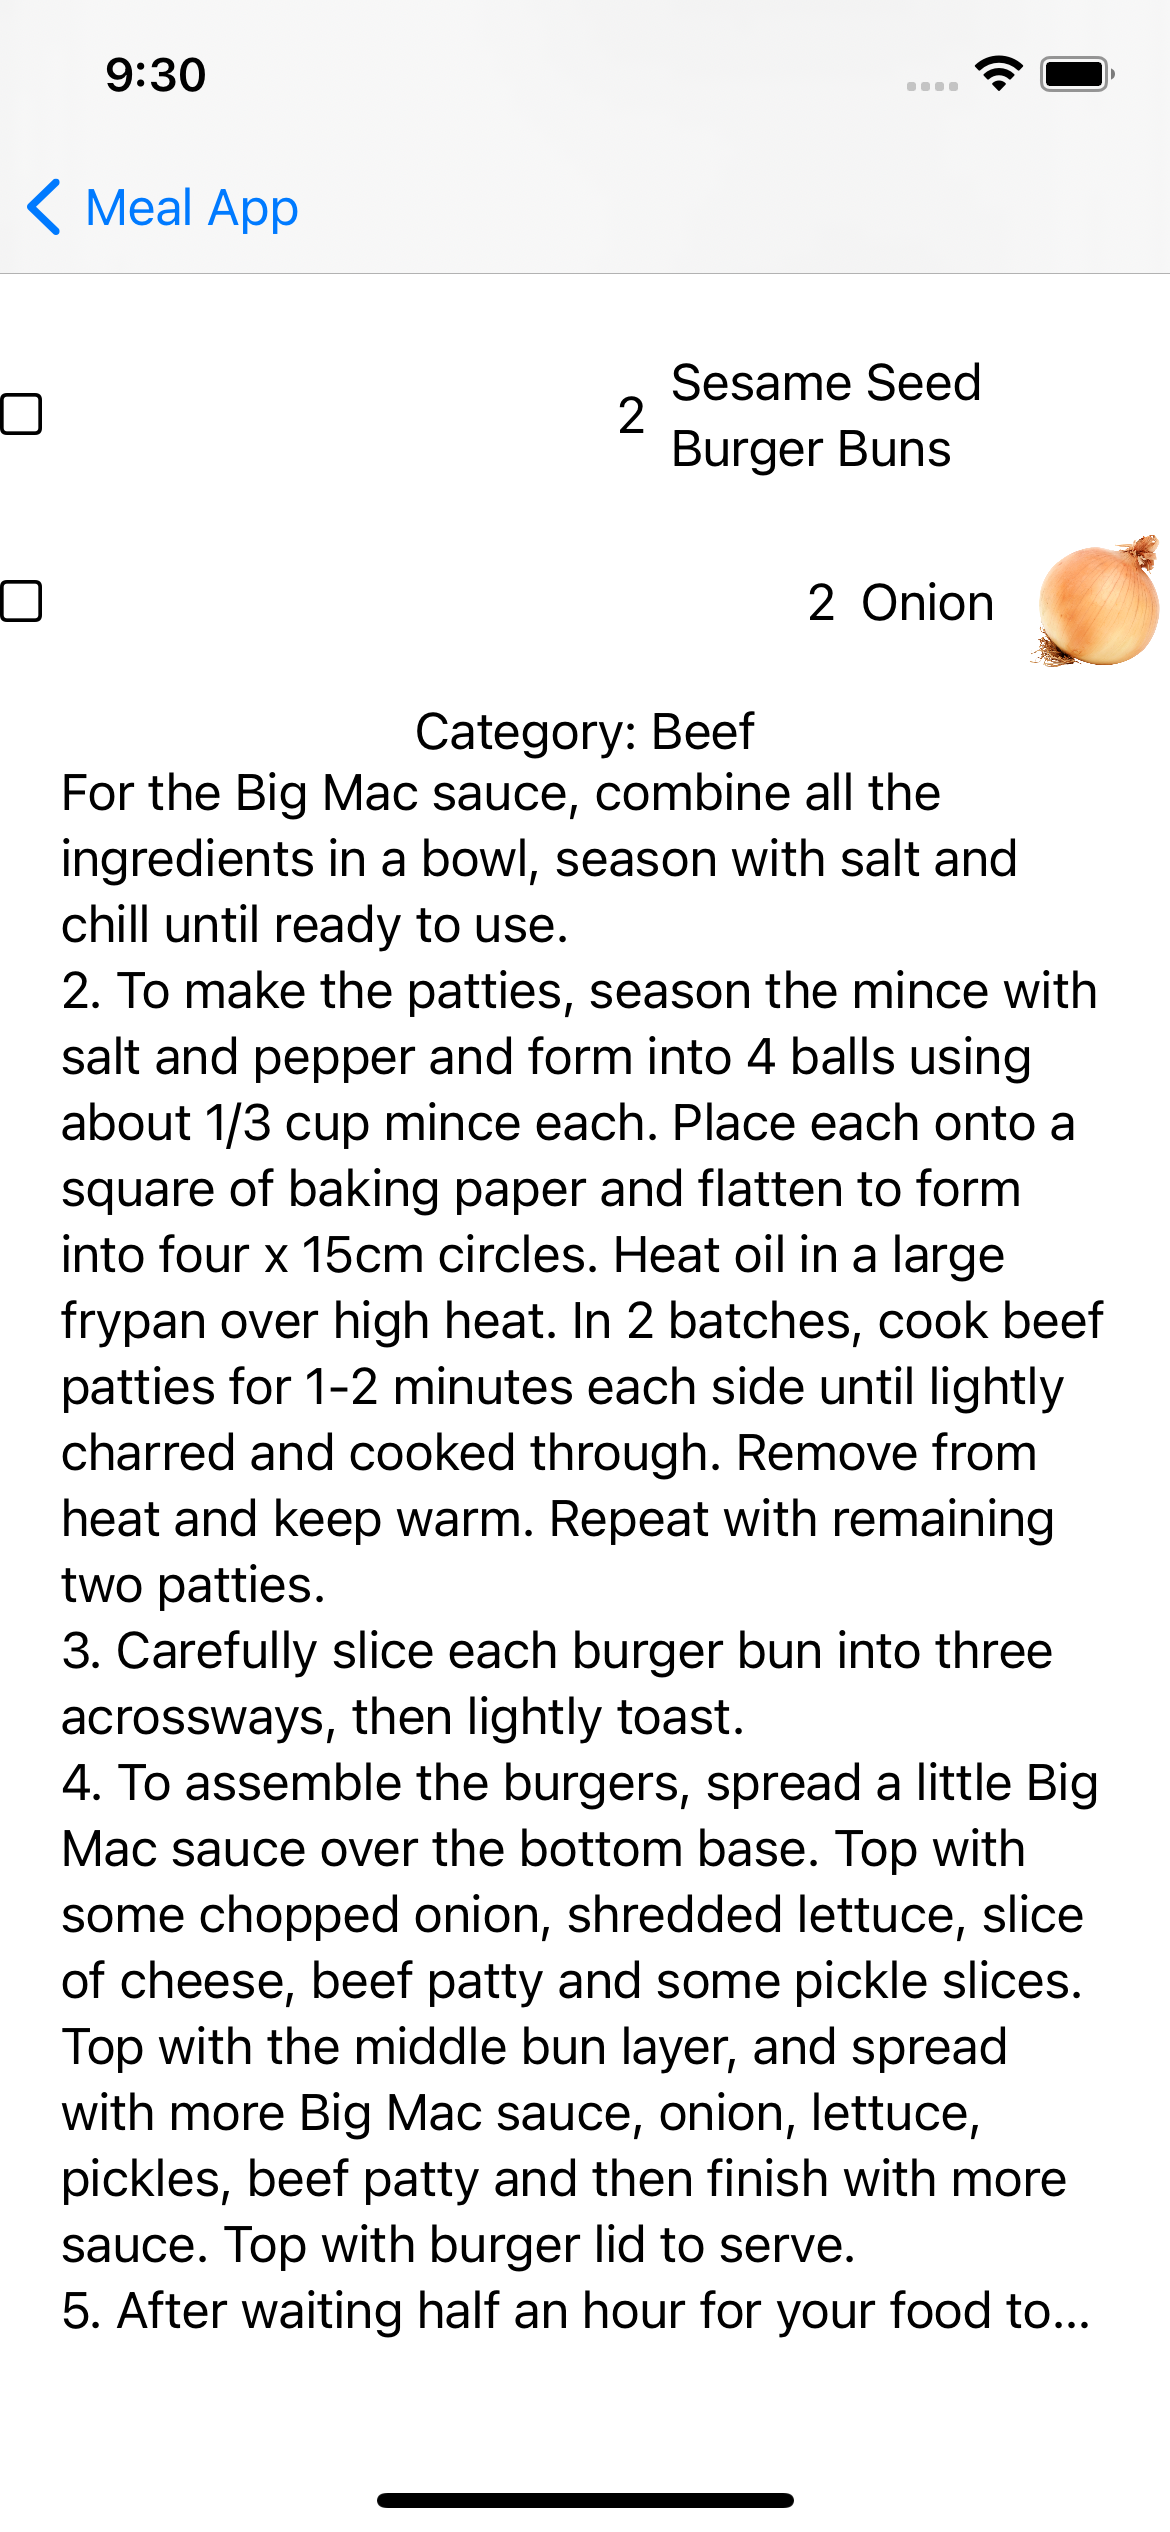 9:30
Meal App
2 Sesame Seed
Burger Buns
2 Onion
Category: Beef
For the Big Mac sauce, combine all the
ingredients in a bowl, season with salt and
chill until ready to use.
2. To make the patties, season the mince with
salt and pepper and form into 4 balls using
about 1/3 cup mince each. Place each onto a
square of baking paper and flatten to form
into four x 15cm circles. Heat oil in a large
frypan over high heat. In 2 batches, cook beef
patties for 1-2 minutes each side until lightly
charred and cooked through. Remove from
heat and keep warm. Repeat with remaining
two patties.
3. Carefully slice each burger bun into three
acrossways, then lightly toast.
4. To assemble the burgers, spread a little Big
Mac sauce over the bottom base. Top with
some chopped onion, shredded lettuce, slice
of cheese, beef patty and some pickle slices.
Top with the middle bun layer, and spread
with more Big Mac sauce, onion, lettuce,
pickles, beef patty and then finish with more
sauce. Top with burger lid to serve.
5. After waiting half an hour for your food to...